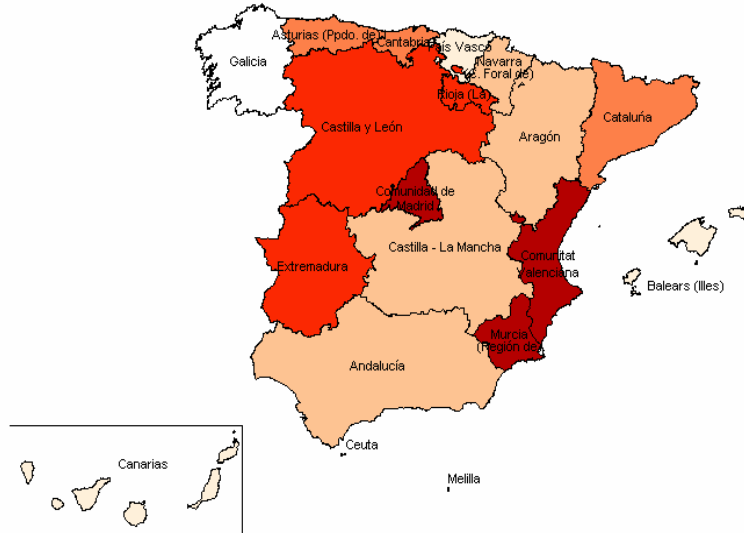 Asturias (Ppdo. de)
Cantabria
País Vasco
Galicia
Navarra
(C. Foral de)
Rioja (La)
Castilla y León
Cataluña
Aragón
Comunidad de
Madrid
Castilla - La Mancha
Comunitat
Valenciana
Extremadura
Balears (Illes)
Murcia
(Región de)
Andalucía
Ceuta
Canarias
Melilla